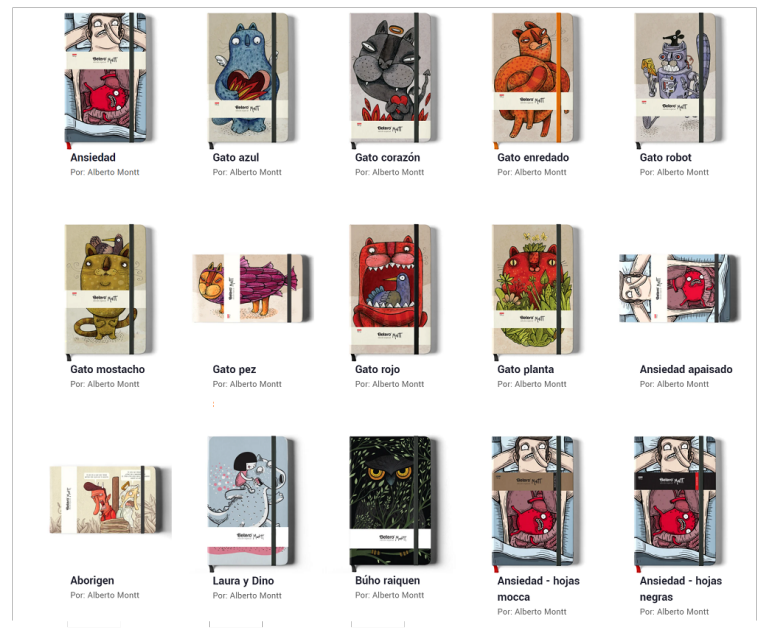 Ansiedad
Por: Alberto Montt
Gato azul
Por: Alberto Montt
Gato corazón
Por: Alberto Montt
Gato enredado
Por: Alberto Montt
Gato robot
Por: Alberto Montt
Gato mostacho
Por: Alberto Montt
Gato pez
Por: Alberto Montt
:
Gato rojo
Por: Alberto Montt
Gato planta
Por: Alberto Montt
Ansiedad apaisado
Por: Alberto Montt
Aborigen
Por: Alberto Montt
Laura y Dino
Por: Alberto Montt
Búho raiquen
Por: Alberto Montt
Ansiedad - hojas
mocca
Por: Alberto Montt
Ansiedad - hojas
negras
Por: Alberto Montt